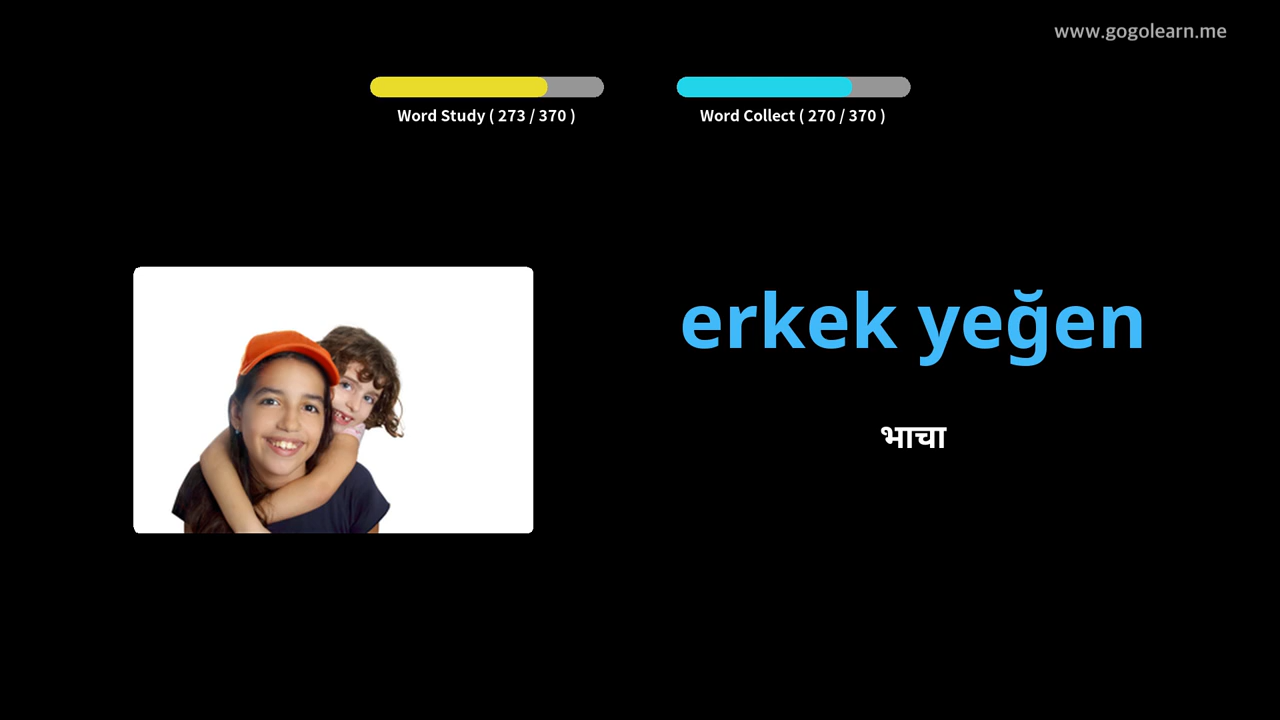 www.gogolearn.me
Word Study ( 273 / 370 )
Word Collect ( 270 / 370 )
erkek yeğen
भाचा